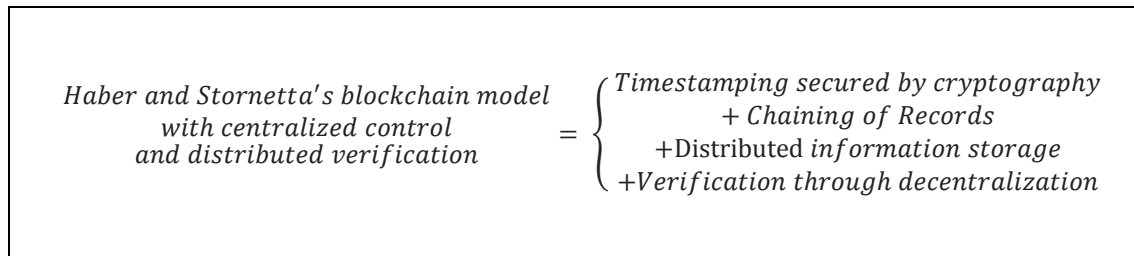 Haber and Stornetta's blockchain model
with centralized control
and distributed verification
=
Timestamping secured by cryptography
+ Chaining of Records
+Distributed information storage
+Verification through decentralization